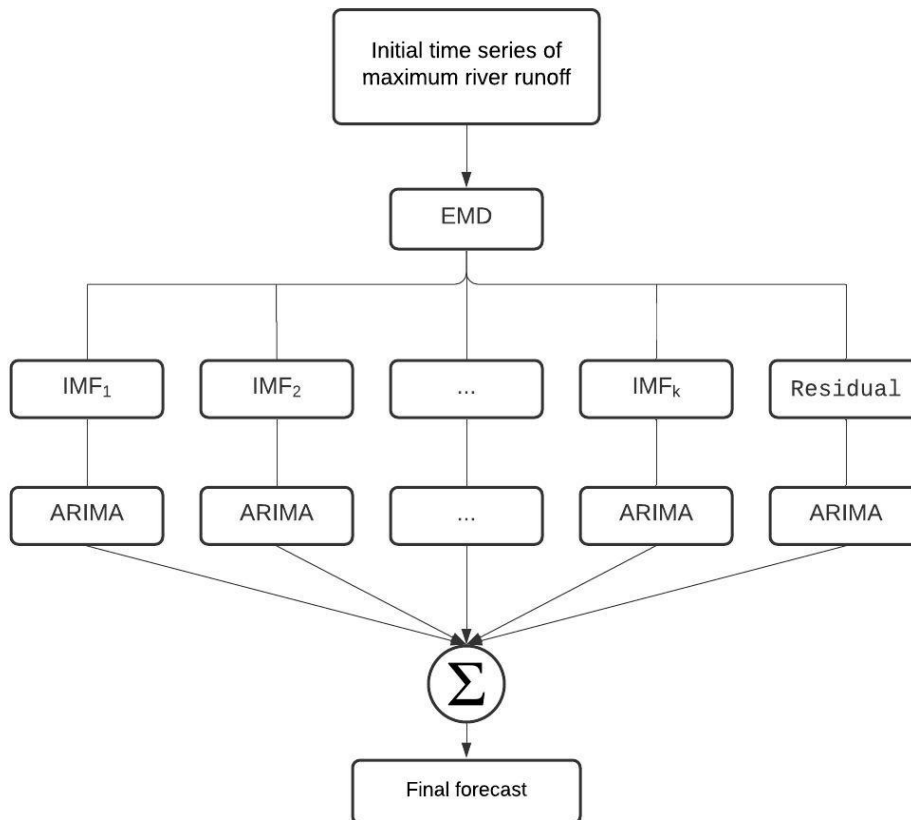 Initial time series of
maximum river runoff
EMD
IMF₁ IMF₂ ... IMFₖ Residual
ARIMA ARIMA ... ARIMA ARIMA
Σ
Final forecast